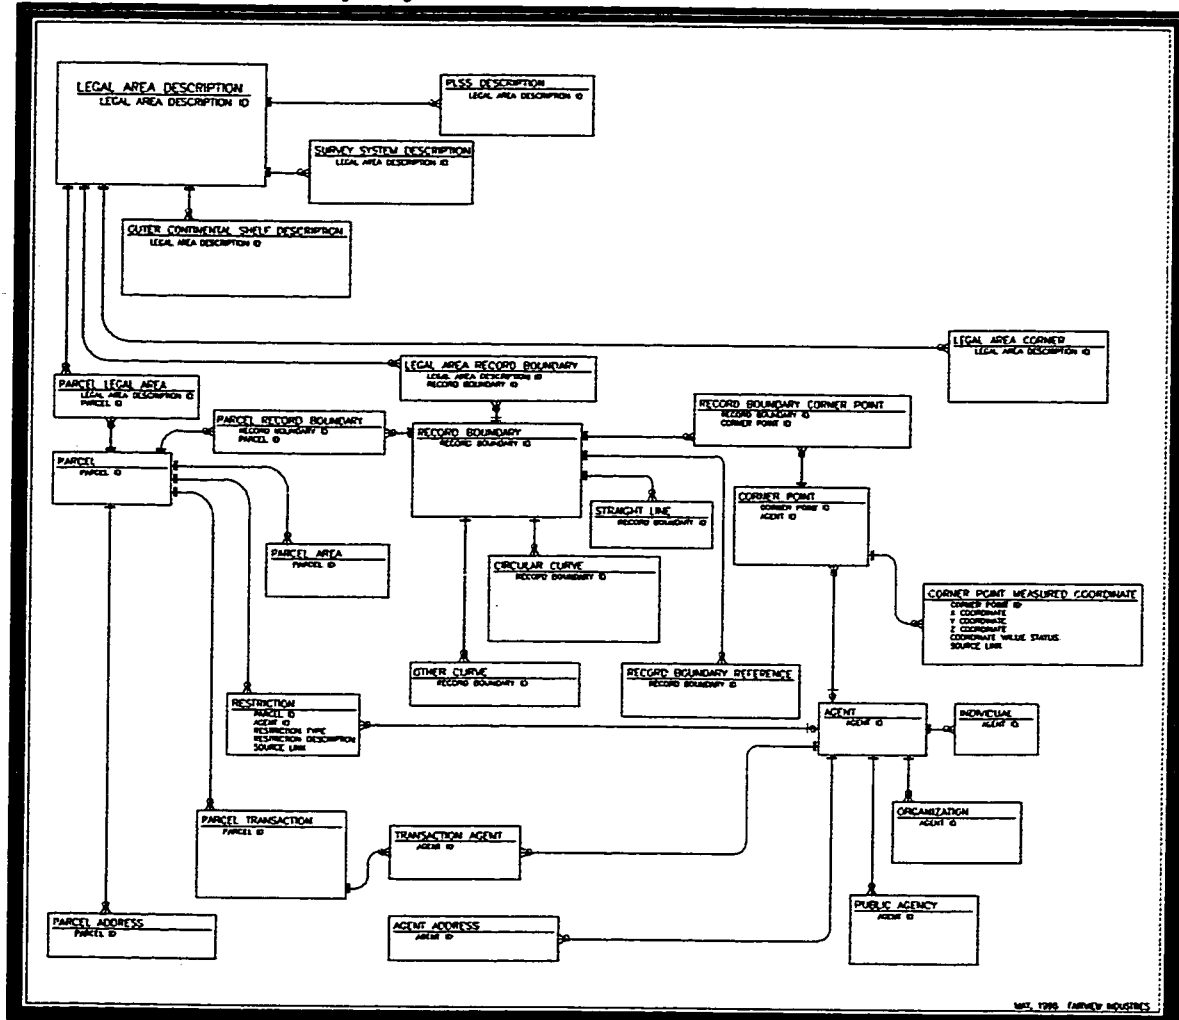 LEGAL AREA DESCRIPTION
LEGAL AREA DESCRIPTION ID
PLSS DESCRIPTION
LEGAL AREA DESCRIPTION ID
SURVEY SYSTEM DESCRIPTION
LEGAL AREA DESCRIPTION ID
OUTER CONTINENTAL SHELF DESCRIPTION
LEGAL AREA DESCRIPTION ID
LEGAL AREA CORNER
LEGAL AREA DESCRIPTION ID
LEGAL AREA RECORD BOUNDARY
LEGAL AREA DESCRIPTION ID
RECORD BOUNDARY ID
PARCEL LEGAL AREA
LEGAL AREA DESCRIPTION ID
PARCEL ID
PARCEL RECORD BOUNDARY
RECORD BOUNDARY ID
PARCEL ID
RECORD BOUNDARY
RECORD BOUNDARY ID
RECORD BOUNDARY CORNER POINT
RECORD BOUNDARY ID
CORNER POINT ID
PARCEL
PARCEL ID
CORNER POINT
CORNER POINT ID
AGENT ID
STRAIGHT LINE
RECORD BOUNDARY ID
PARCEL AREA
PARCEL ID
CIRCULAR CURVE
RECORD BOUNDARY ID
CORNER POINT MEASURED COORDINATE
CORNER POINT ID
X COORDINATE
Y COORDINATE
Z COORDINATE
COORDINATE VALUE STATUS
SOURCE LINK
OTHER CURVE
RECORD BOUNDARY ID
RECORD BOUNDARY REFERENCE
RECORD BOUNDARY ID
RESTRICTION
PARCEL ID
AGENT ID
RESTRICTION TYPE
RESTRICTION DESCRIPTION
SOURCE LINK
AGENT
AGENT ID
INDIVIDUAL
AGENT ID
ORGANIZATION
AGENT ID
PARCEL TRANSACTION
PARCEL ID
TRANSACTION AGENT
AGENT ID
PUBLIC AGENCY
AGENT ID
PARCEL ADDRESS
PARCEL ID
AGENT ADDRESS
AGENT ID
MAY, 1996 FAIRVIEW INDUSTRIES